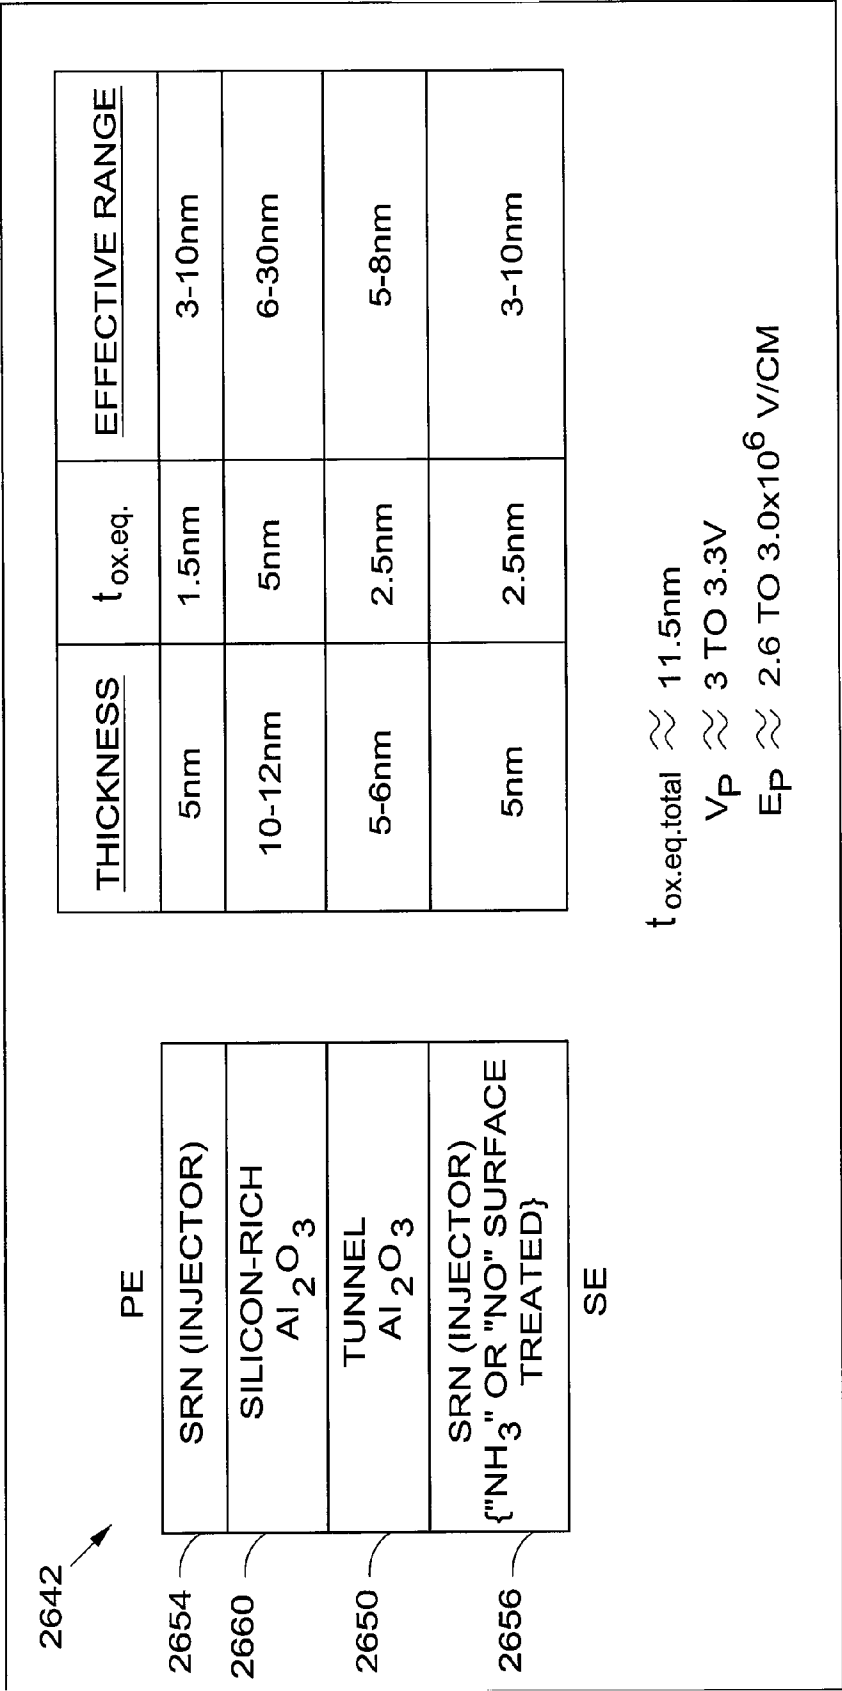 2642
PE
SE
2654
SRN (INJECTOR)
2660
SILICON-RICH
Al2O3
2650
TUNNEL
Al2O3
2656
SRN (INJECTOR)
{"NH3" OR "NO" SURFACE
TREATED}
THICKNESS tox.eq. EFFECTIVE RANGE
5nm 1.5nm 3-10nm
10-12nm 5nm 6-30nm
5-6nm 2.5nm 5-8nm
5nm 2.5nm 3-10nm
tox.eq.total ≈ 11.5nm
VP ≈ 3 TO 3.3V
EP ≈ 2.6 TO 3.0x10⁶ V/CM